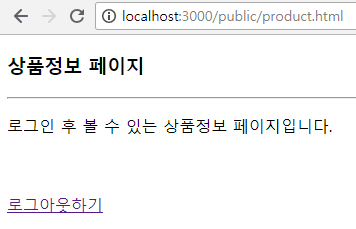 localhost:3000/public/product.html
상품정보 페이지
로그인 후 볼 수 있는 상품정보 페이지입니다.
로그아웃하기